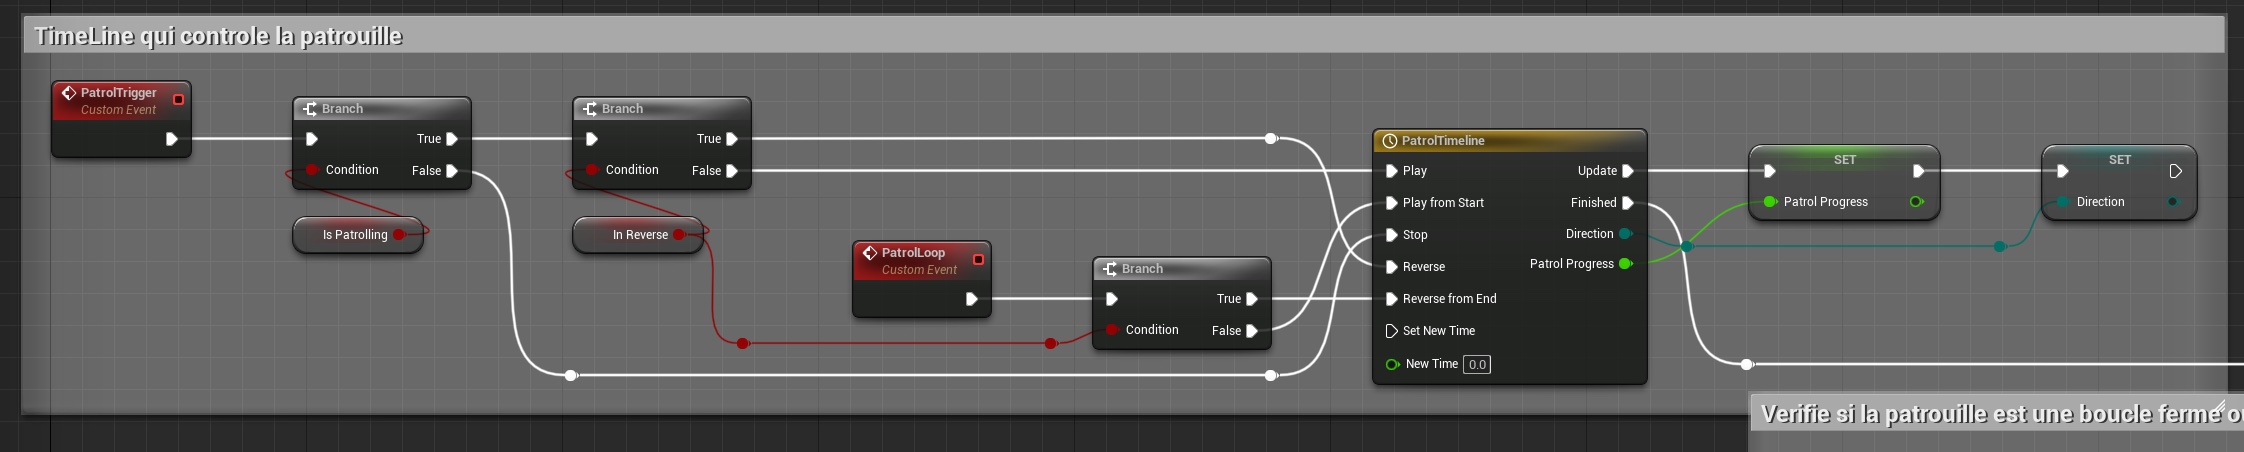 TimeLine qui controle la patrouille
PatrolTrigger
Custom Event
Branch
True
Condition
False
Is Patrolling
Branch
True
Condition
False
In Reverse
PatrolLoop
Custom Event
Branch
True
Condition
False
PatrolTimeline
Play
Update
Play from Start
Finished
Stop
Direction
Reverse
Patrol Progress
Reverse from End
Set New Time
New Time 0.0
SET
Patrol Progress
SET
Direction
Verifie si la patrouille est une boucle ferme